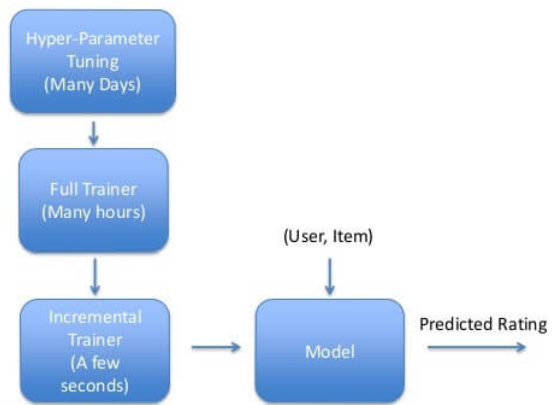 Hyper-Parameter
Tuning
(Many Days)
Full Trainer
(Many hours)
(User, Item)
Incremental
Trainer
(A few
seconds)
Model
Predicted Rating